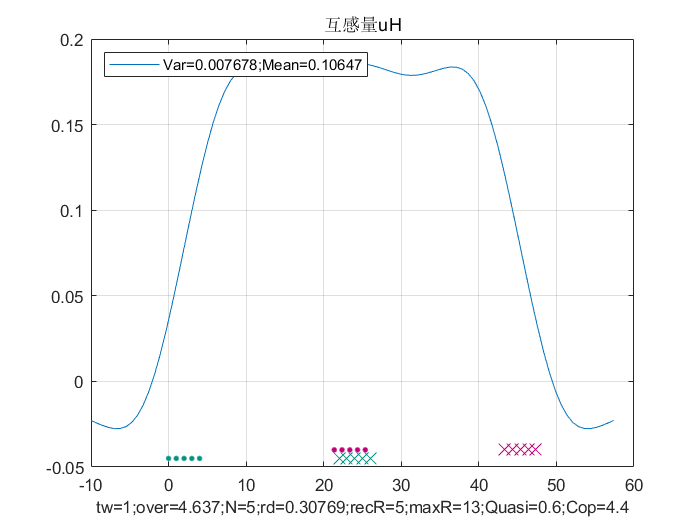 互感量uH
Var=0.007678;Mean=0.10647
0.2
0.15
0.1
0.05
0
-0.05
-10 0 10 20 30 40 50 60
tw=1;over=4.637;N=5;rd=0.30769;recR=5;maxR=13;Quasi=0.6;Cop=4.4